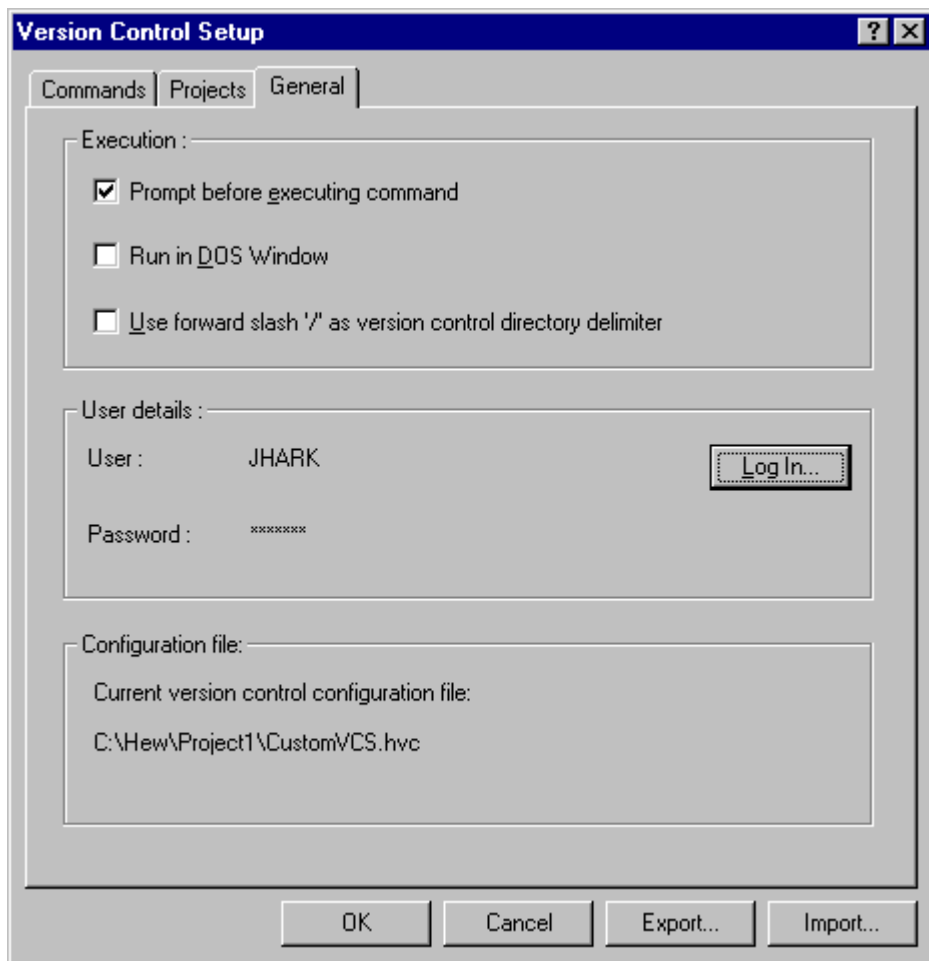 Version Control Setup
Commands Projects General
Execution :
Prompt before executing command
Run in DOS Window
Use forward slash '/' as version control directory delimiter
User details :
User : JHARK Log In...
Password : *******
Configuration file:
Current version control configuration file:
C:\Hew\Project1\CustomVCS.hvc
OK Cancel Export... Import...